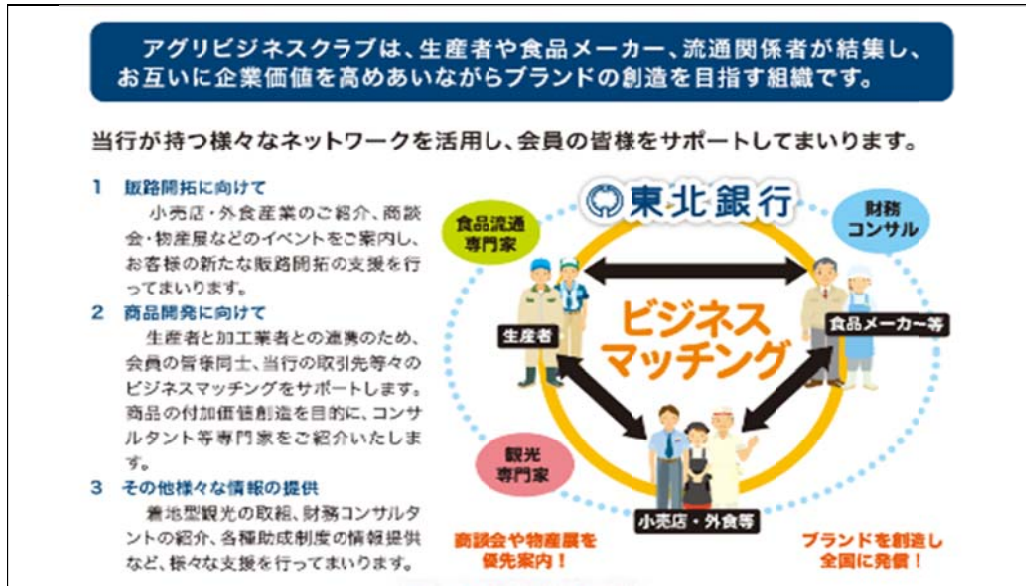 アグリビジネスクラブは、生産者や食品メーカー、流通関係者が結集し、
お互いに企業価値を高めあいながらブランドの創造を目指す組織です。
当行が持つ様々なネットワークを活用し、会員の皆様をサポートしてまいります。
1 販路開拓に向けて
小売店・外食産業のご紹介、商談
会・物産展などのイベントをご案内し、
お客様の新たな販路開拓の支援を行
ってまいります。
2 商品開発に向けて
生産者と加工業者との連携のため、
会員の皆様同士、当行の取引先等々の
ビジネスマッチングをサポートします。
商品の付加価値創造を目的に、コンサ
ルタント等専門家をご紹介いたしま
す。
3 その他様々な情報の提供
着地型観光の取組、財務コンサルタ
ントの紹介、各種助成制度の情報提供
など、様々な支援を行ってまいります。
東北銀行
食品流通
専門家
財務
コンサル
ビジネス
マッチング
生産者
食品メーカー等
観光
専門家
小売店・外食等
商談会や物産展を
優先案内！
ブランドを創造し
全国に発信！